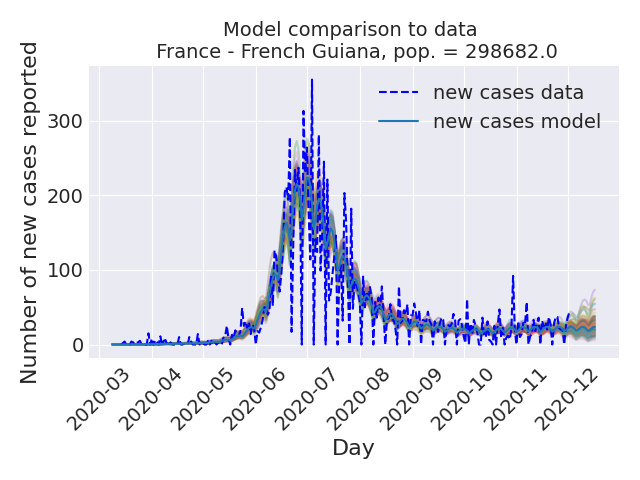 Model comparison to data
France - French Guiana, pop. = 298682.0
Number of new cases reported
300
200
100
0
new cases data
new cases model
2020-03
2020-04
2020-05
2020-06
2020-07
2020-08
2020-09
2020-10
2020-11
2020-12
Day